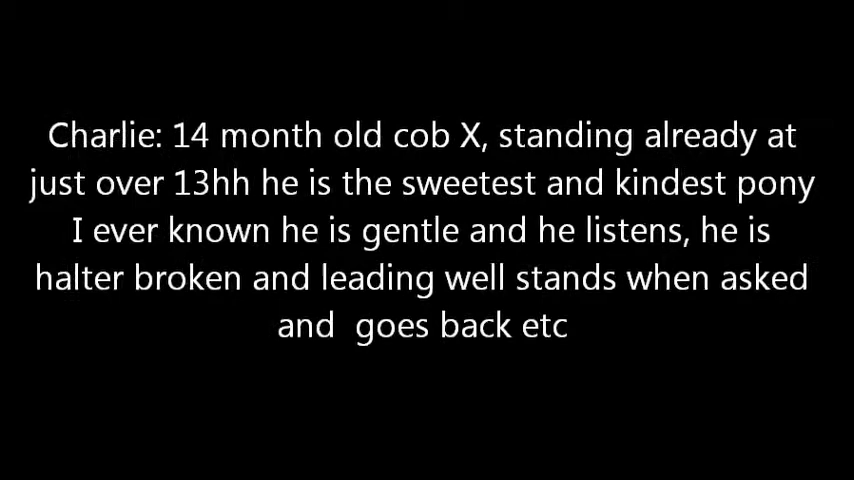 Charlie: 14 month old cob X, standing already at
just over 13hh he is the sweetest and kindest pony
I ever known he is gentle and he listens, he is
halter broken and leading well stands when asked
and  goes back etc